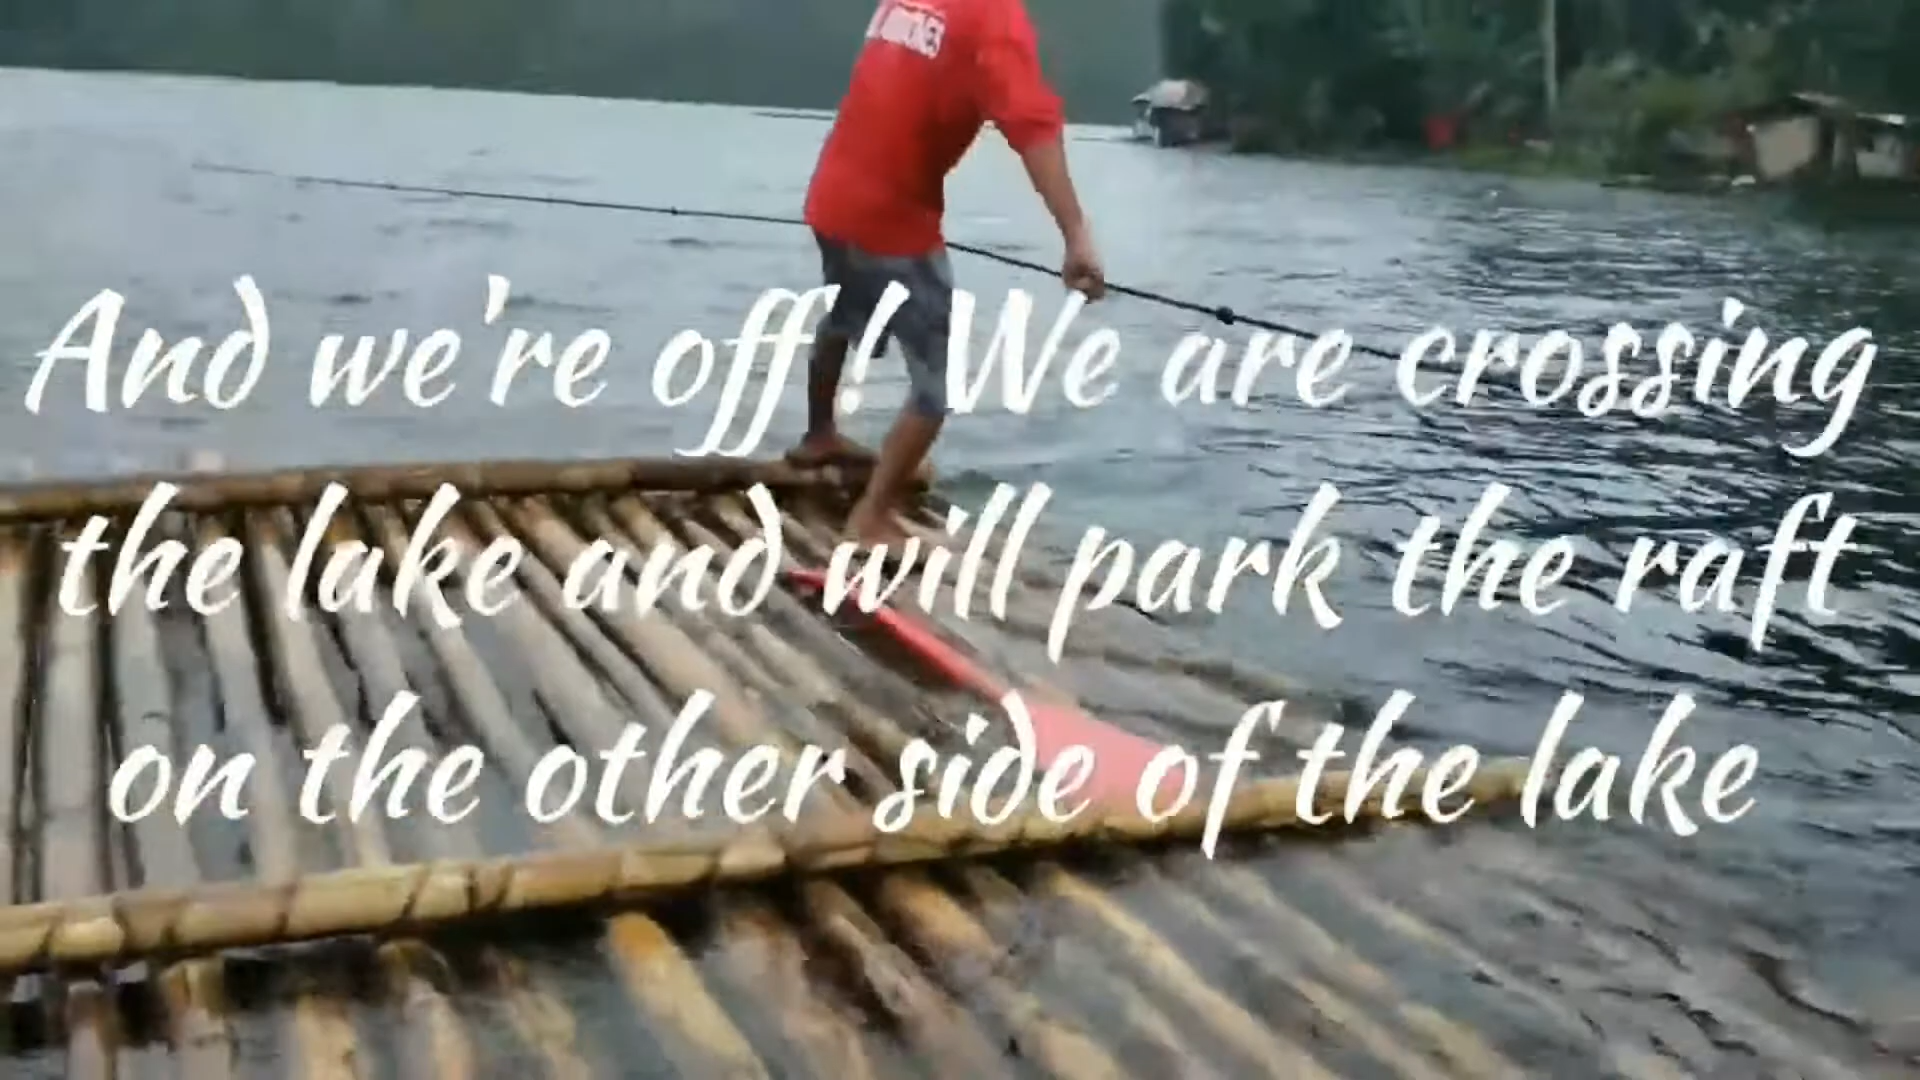 And we're off! We are crossing
the lake and will park the raft
on the other side of the lake